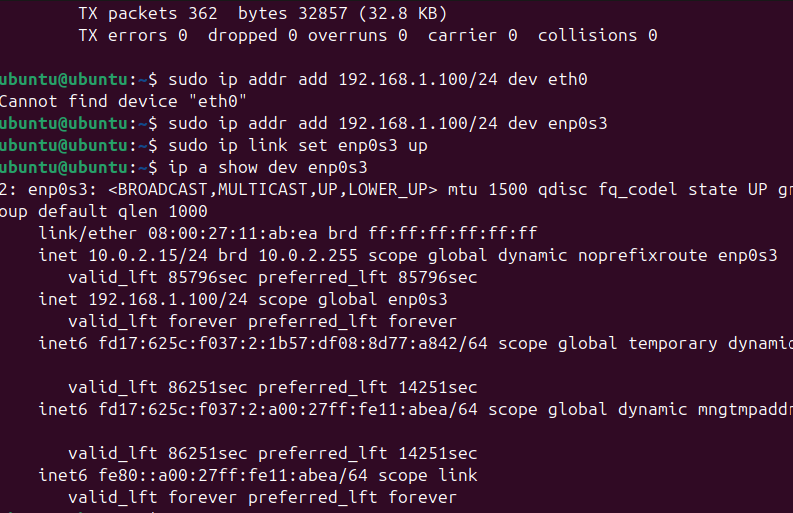 TX packets 362  bytes 32857 (32.8 KB)
TX errors 0  dropped 0 overruns 0  carrier 0  collisions 0
ubuntu@ubuntu:~$ sudo ip addr add 192.168.1.100/24 dev eth0
Cannot find device "eth0"
ubuntu@ubuntu:~$ sudo ip addr add 192.168.1.100/24 dev enp0s3
ubuntu@ubuntu:~$ sudo ip link set enp0s3 up
ubuntu@ubuntu:~$ ip a show dev enp0s3
2: enp0s3: <BROADCAST,MULTICAST,UP,LOWER_UP> mtu 1500 qdisc fq_codel state UP gr
oup default qlen 1000
link/ether 08:00:27:11:ab:ea brd ff:ff:ff:ff:ff:ff
inet 10.0.2.15/24 brd 10.0.2.255 scope global dynamic noprefixroute enp0s3
valid_lft 85796sec preferred_lft 85796sec
inet 192.168.1.100/24 scope global enp0s3
valid_lft forever preferred_lft forever
inet6 fd17:625c:f037:2:1b57:df08:8d77:a842/64 scope global temporary dynamic
valid_lft 86251sec preferred_lft 14251sec
inet6 fd17:625c:f037:2:a00:27ff:fe11:abea/64 scope global dynamic mngtmpaddr
valid_lft 86251sec preferred_lft 14251sec
inet6 fe80::a00:27ff:fe11:abea/64 scope link
valid_lft forever preferred_lft forever